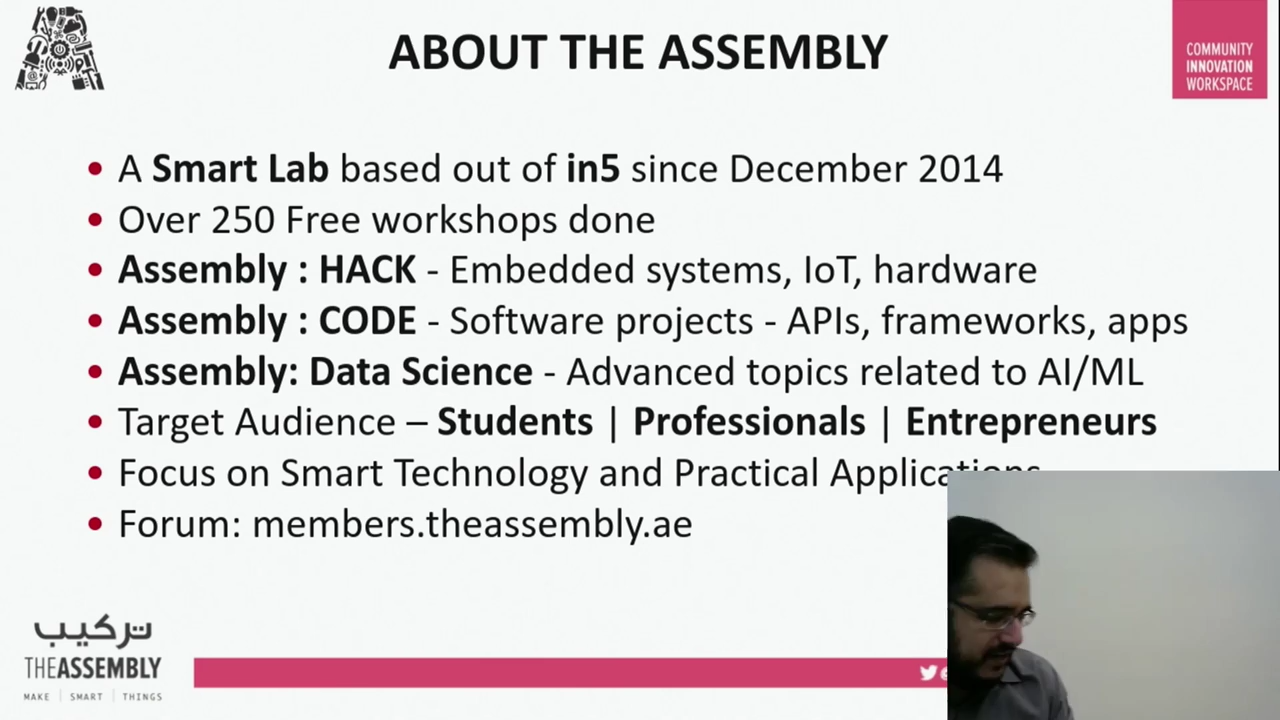 ABOUT THE ASSEMBLY
COMMUNITY
INNOVATION
WORKSPACE
• A Smart Lab based out of in5 since December 2014
• Over 250 Free workshops done
• Assembly : HACK - Embedded systems, IoT, hardware
• Assembly : CODE - Software projects - APIs, frameworks, apps
• Assembly: Data Science - Advanced topics related to AI/ML
• Target Audience – Students | Professionals | Entrepreneurs
• Focus on Smart Technology and Practical Applications
• Forum: members.theassembly.ae
تركيب
THEASSEMBLY
MAKE | SMART | THINGS